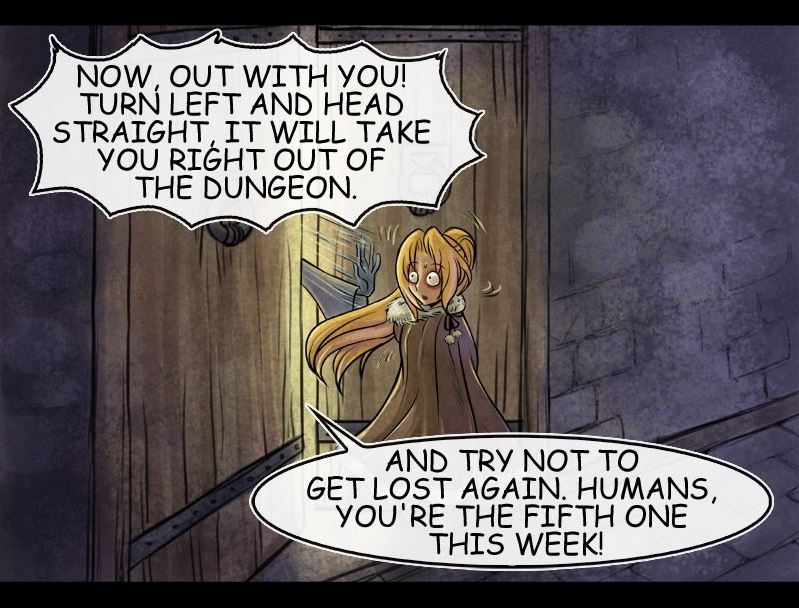 NOW, OUT WITH YOU!
TURN LEFT AND HEAD
STRAIGHT, IT WILL TAKE
YOU RIGHT OUT OF
THE DUNGEON.
AND TRY NOT TO
GET LOST AGAIN. HUMANS,
YOU'RE THE FIFTH ONE
THIS WEEK!